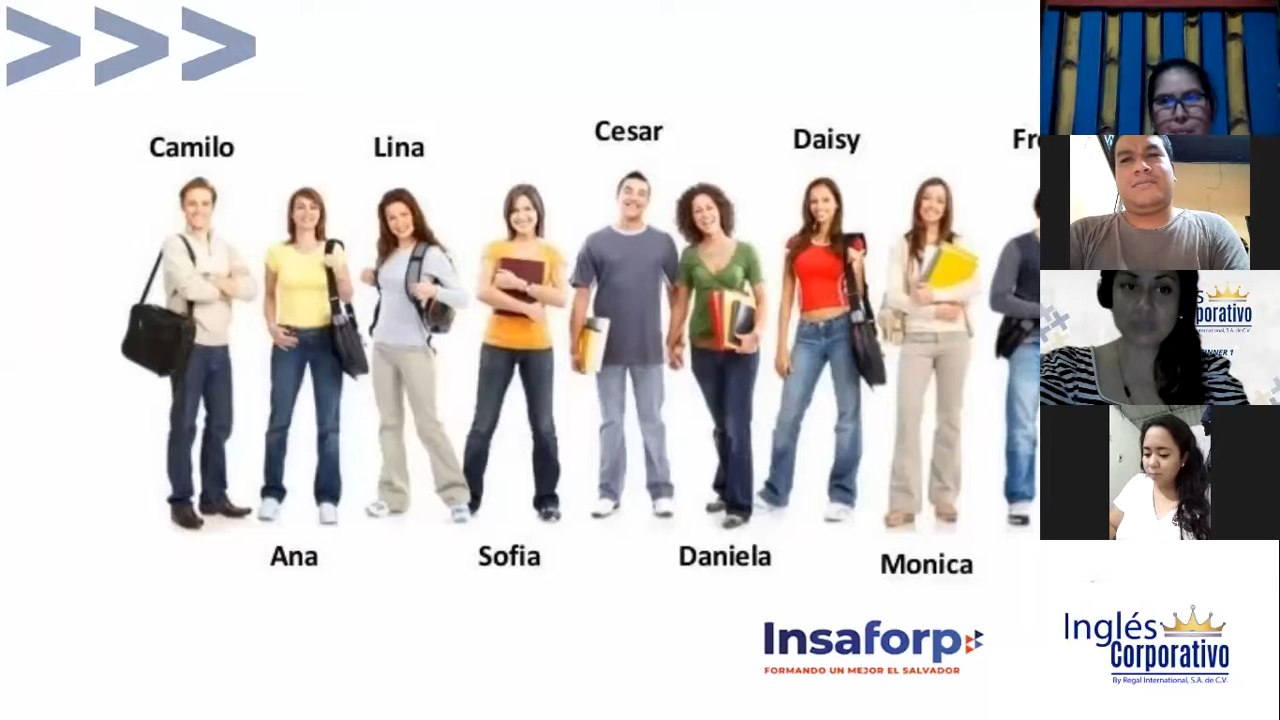 Camilo
Lina
Cesar
Daisy
Ana
Sofia
Daniela
Monica
Insaforp
FORMANDO UN MEJOR EL SALVADOR
Inglés
Corporativo
By Regal International, S.A. de C.V.